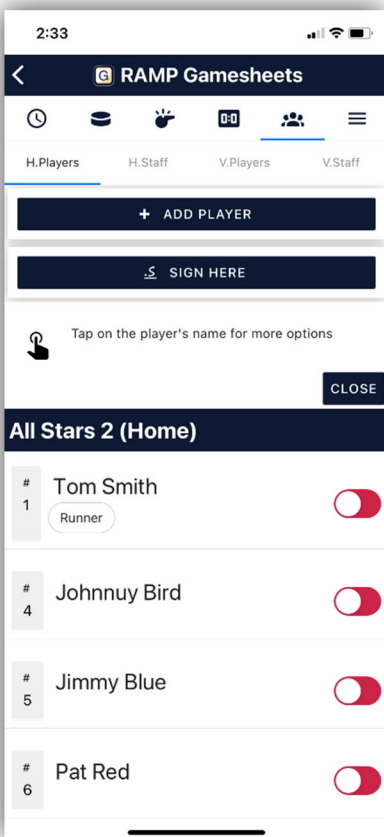 2:33
G RAMP Gamesheets
0:0
H.Players H.Staff V.Players V.Staff
+ ADD PLAYER
SIGN HERE
Tap on the player's name for more options
CLOSE
All Stars 2 (Home)
# 1 Tom Smith
Runner
# 4 Johnnuy Bird
# 5 Jimmy Blue
# 6 Pat Red